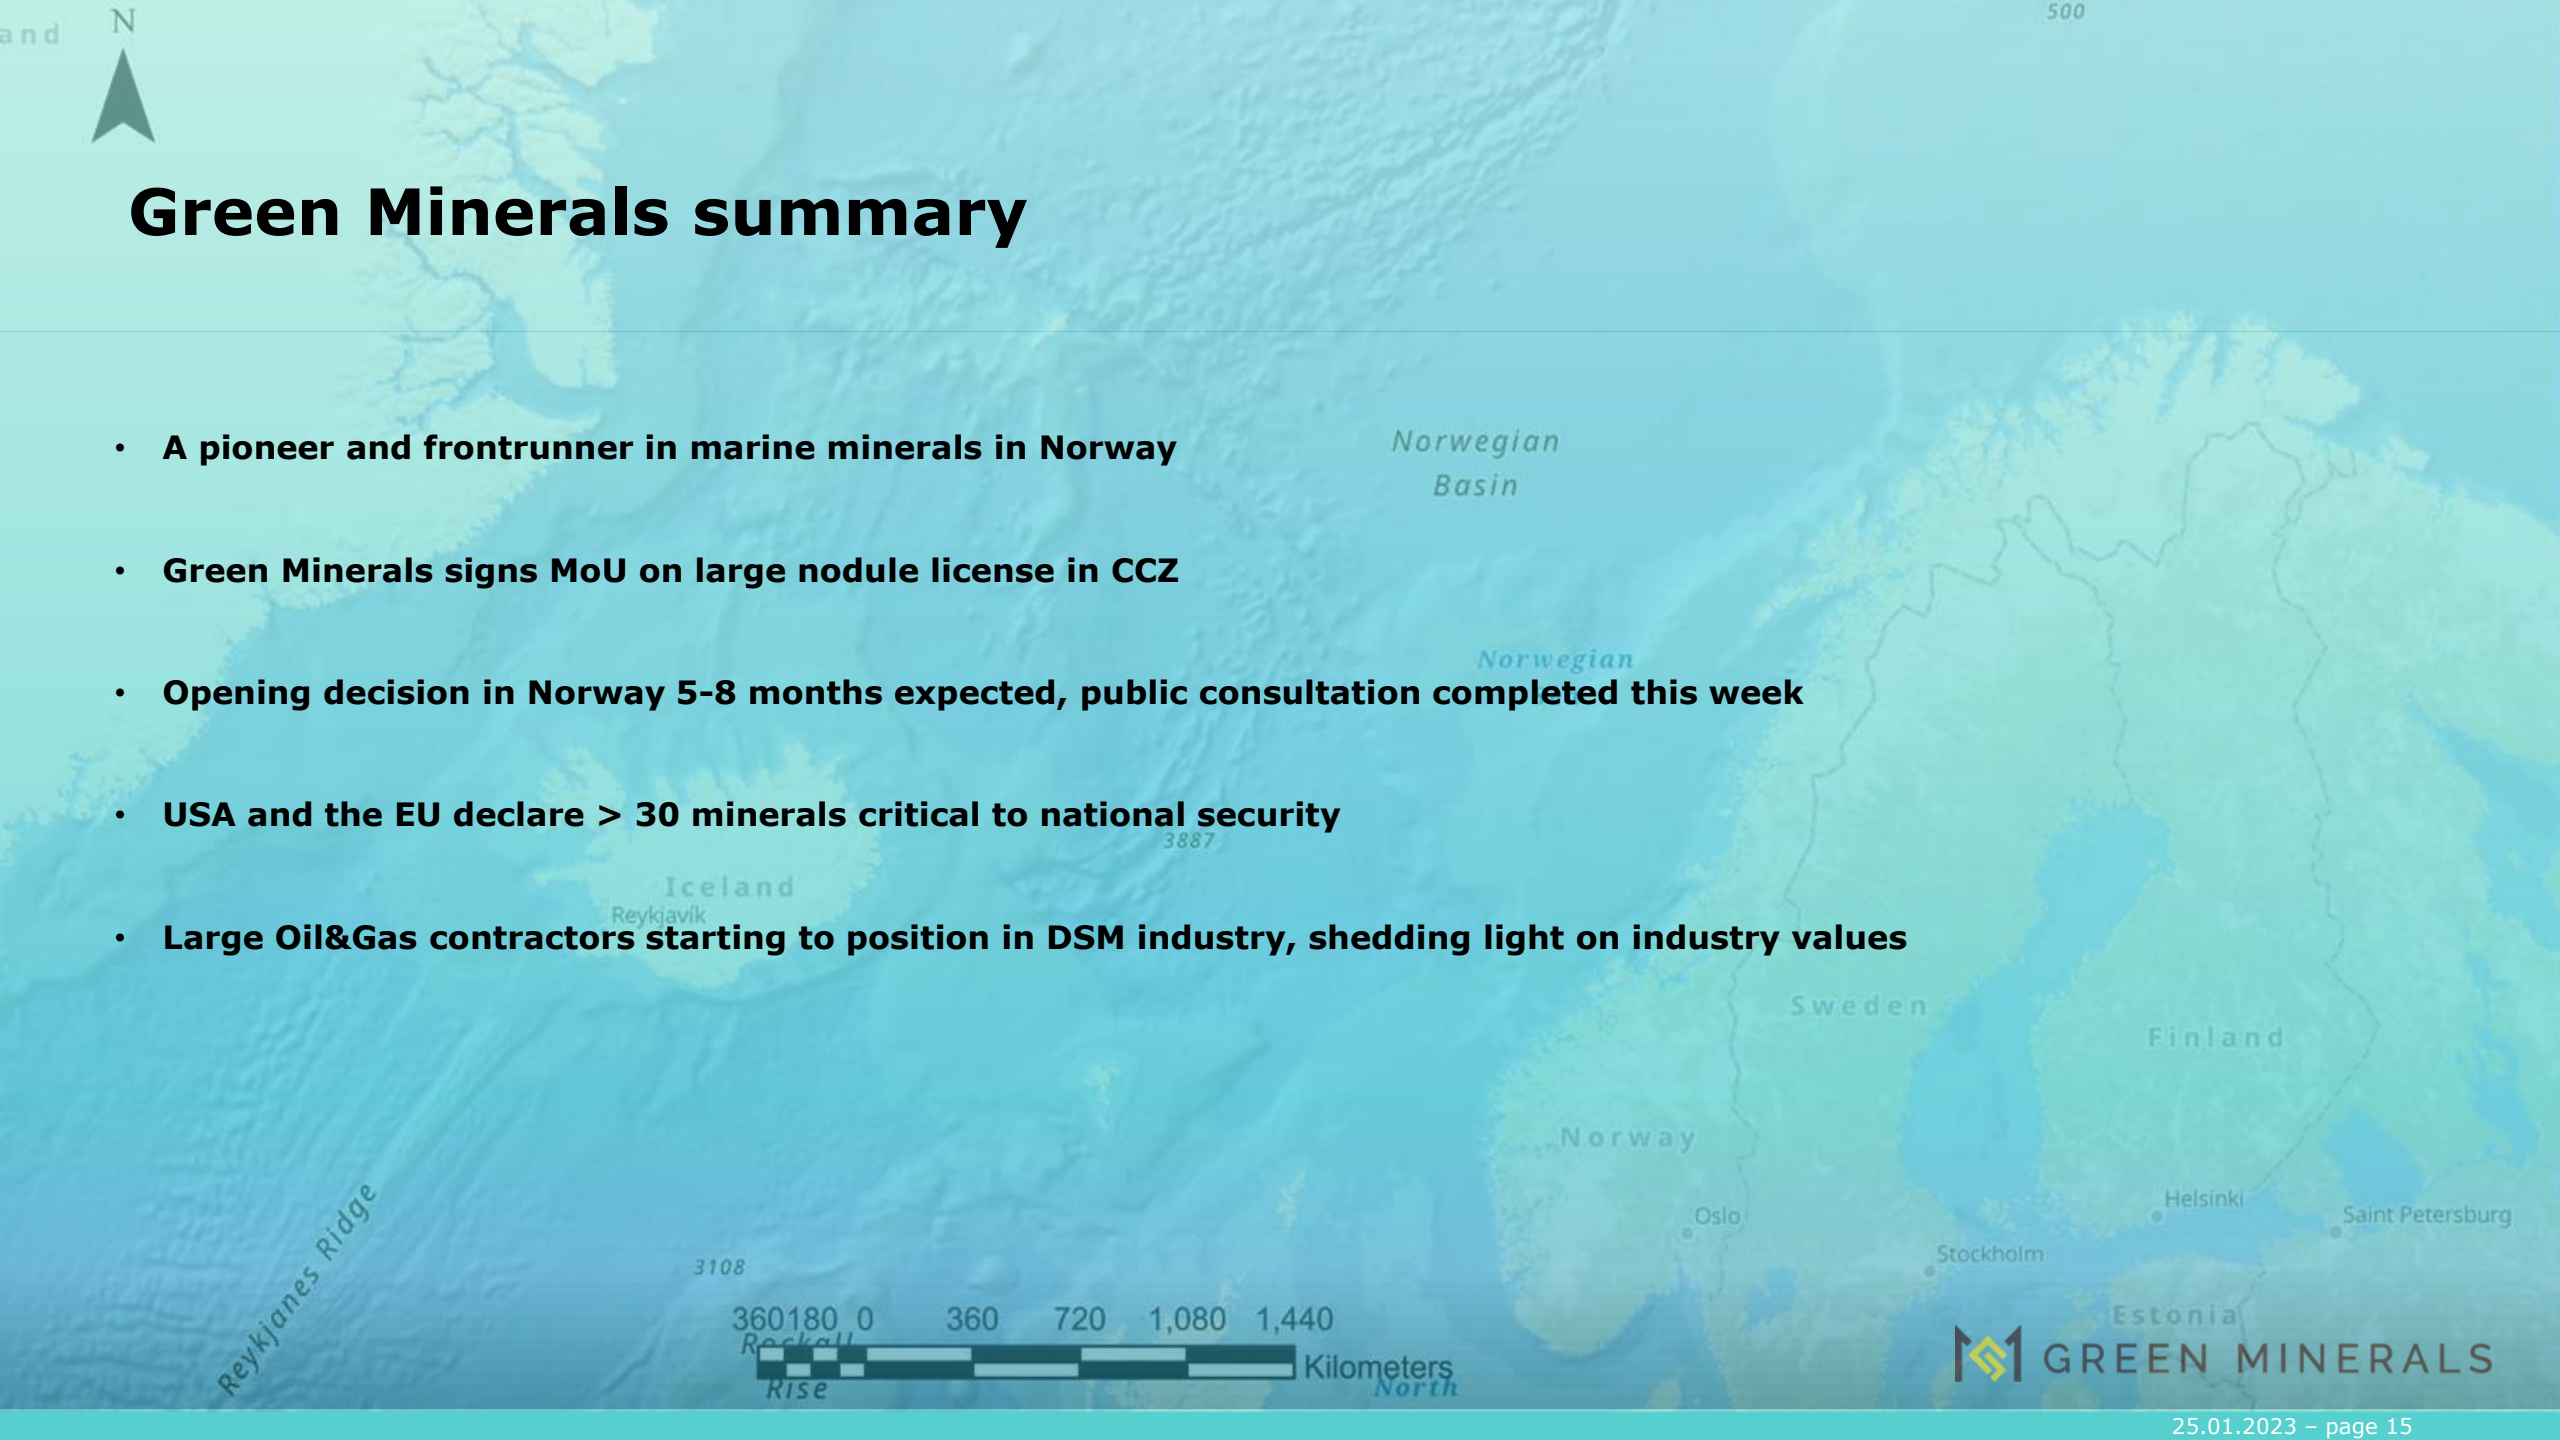 and
N
500
Green Minerals summary
• A pioneer and frontrunner in marine minerals in Norway
Norwegian
Basin
• Green Minerals signs MoU on large nodule license in CCZ
Norwegian
• Opening decision in Norway 5-8 months expected, public consultation completed this week
• USA and the EU declare > 30 minerals critical to national security
3887
Iceland
Reykjavík
• Large Oil&Gas contractors starting to position in DSM industry, shedding light on industry values
Sweden
Finland
Norway
Helsinki
Oslo
Saint Petersburg
Stockholm
Reykjanes Ridge
3108
360180 0 360 720 1,080 1,440
Estonia
Rockall
Kilometers
Rise
North
GREEN MINERALS
25.01.2023 – page 15